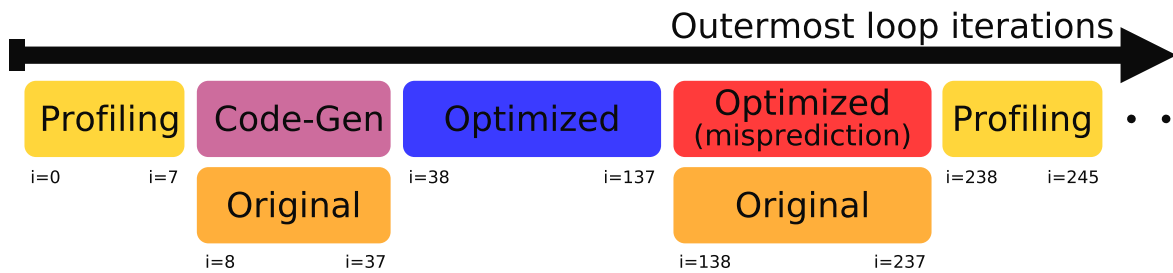 Outermost loop iterations
Profiling
Code-Gen
Optimized
Optimized
(misprediction)
Profiling
• •
i=0 i=7
i=38 i=137
i=238 i=245
Original
Original
i=8 i=37
i=138 i=237